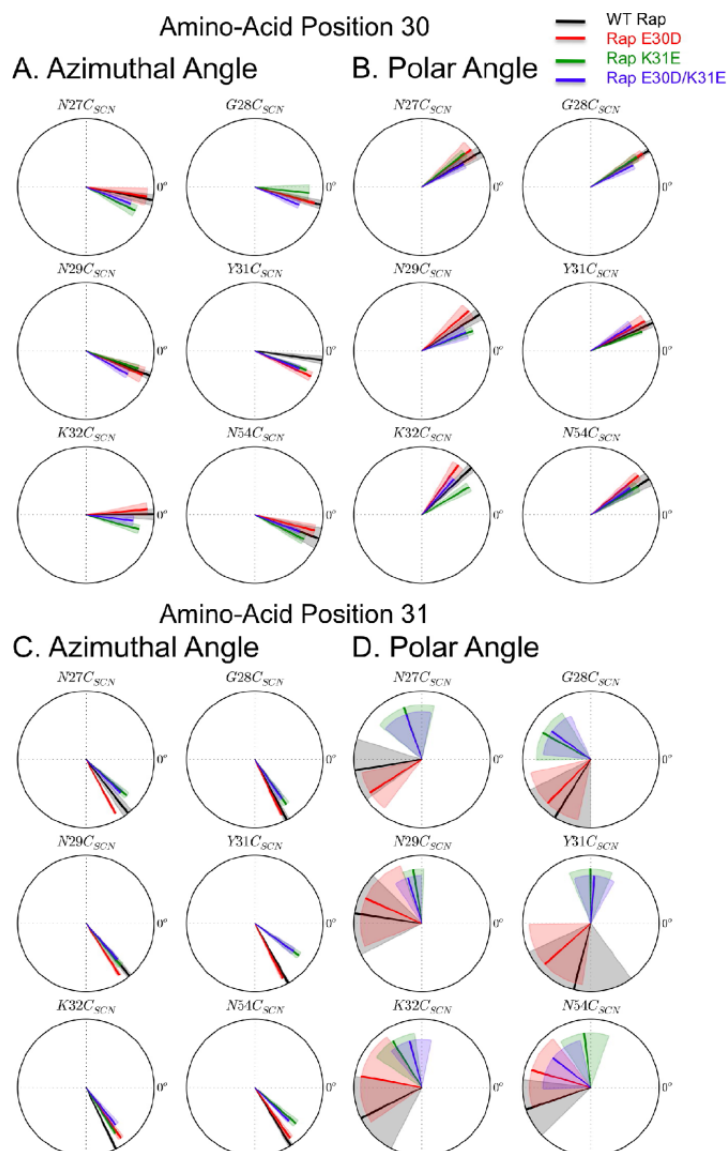 Amino-Acid Position 30
WT Rap
Rap E30D
Rap K31E
Rap E30D/K31E
A. Azimuthal Angle
B. Polar Angle
N27C_SCN
G28C_SCN
N27C_SCN
G28C_SCN
0°
0°
0°
0°
N29C_SCN
Y31C_SCN
N29C_SCN
Y31C_SCN
0°
0°
0°
0°
K32C_SCN
N54C_SCN
K32C_SCN
N54C_SCN
0°
0°
0°
0°
Amino-Acid Position 31
C. Azimuthal Angle
D. Polar Angle
N27C_SCN
G28C_SCN
N27C_SCN
G28C_SCN
0°
0°
0°
0°
N29C_SCN
Y31C_SCN
N29C_SCN
Y31C_SCN
0°
0°
0°
0°
K32C_SCN
N54C_SCN
K32C_SCN
N54C_SCN
0°
0°
0°
0°